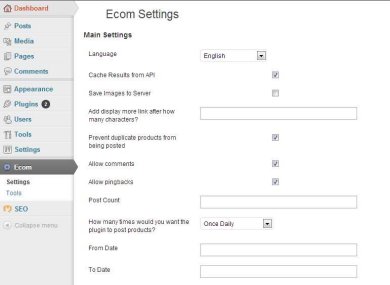 Dashboard
Posts
Media
Pages
Comments
Appearance
Plugins 2
Users
Tools
Settings
Ecom
Settings
Tools
SEO
Collapse menu
Ecom Settings
Main Settings
Language English
Cache Results from API
Save Images to Server
Add display more link after how
many characters?
Prevent duplicate products from
being posted
Allow comments
Allow pingbacks
Post Count
How many times would you want the
plugin to post products? Once Daily
From Date
To Date